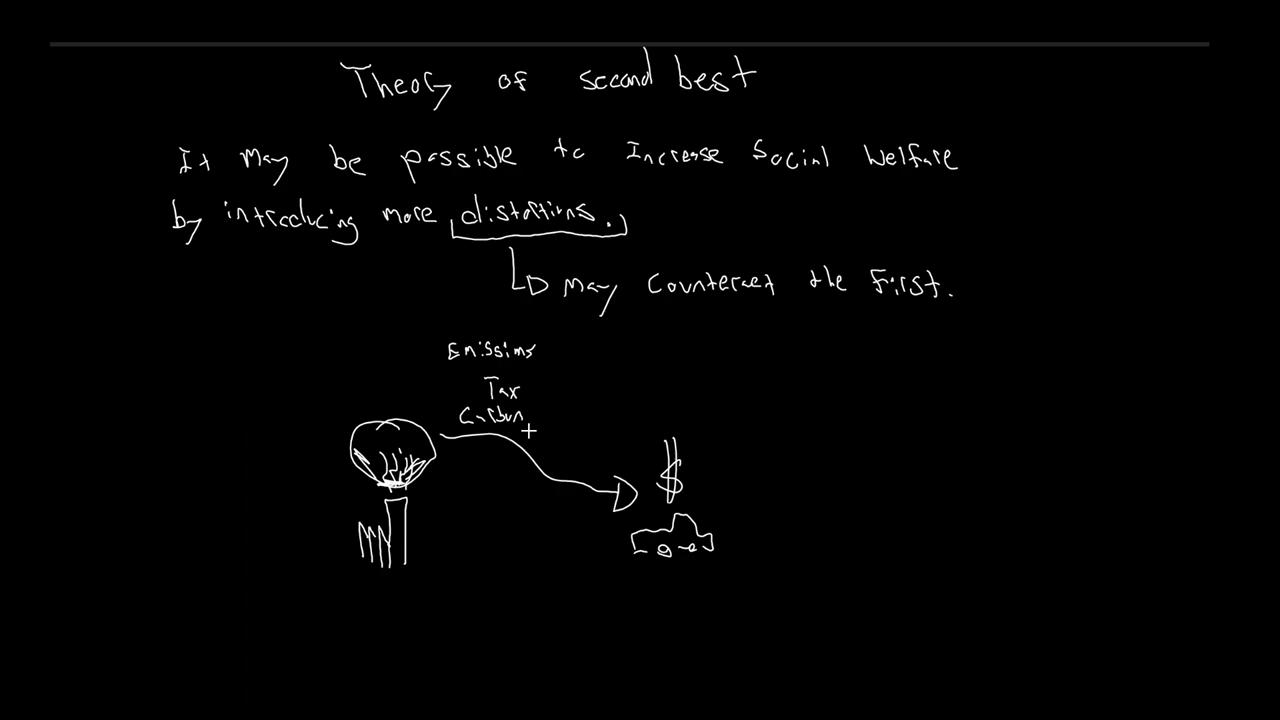 Theory of second best
It may be possible to Increase Social Welfare
by introducing more distortions.
may Counteract the First.
Emissions
Tax
Carbon
$